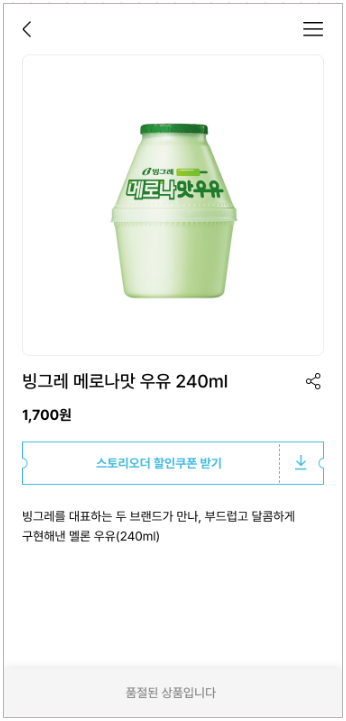 빙그레
메로나맛우유
빙그레 메로나맛 우유 240ml
1,700원
스토리오더 할인쿠폰 받기
빙그레를 대표하는 두 브랜드가 만나, 부드럽고 달콤하게
구현해낸 멜론 우유(240ml)
품절된 상품입니다